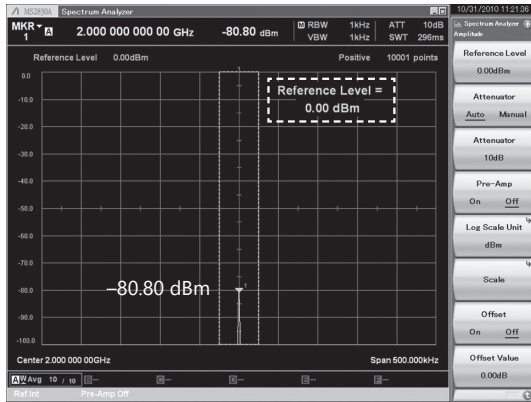 MS2850A Spectrum Analyzer
10/31/2010 11:21:36
MKR 1 A 2.000 000 000 00 GHz -80.80 dBm
M RBW 1kHz ATT 10dB
VBW 1kHz SWT 296ms
Reference Level 0.00dBm Positive 10001 points
1
Reference Level =
0.00 dBm
0.0
-10.0
-20.0
-30.0
-40.0
-50.0
-60.0
-70.0
-80.0
-90.0
-100.0
–80.80 dBm
1
Center 2.000 000 00GHz Span 500.000kHz
A W Avg 10 / 10 B- C- D- E- F-
Ref.Int Pre-Amp Off
Spectrum Analyzer
Amplitude
Reference Level
0.00dBm
Attenuator
Auto Manual
Attenuator
10dB
Pre-Amp
On Off
Log Scale Unit
dBm
Scale
Offset
On Off
Offset Value
0.00dB